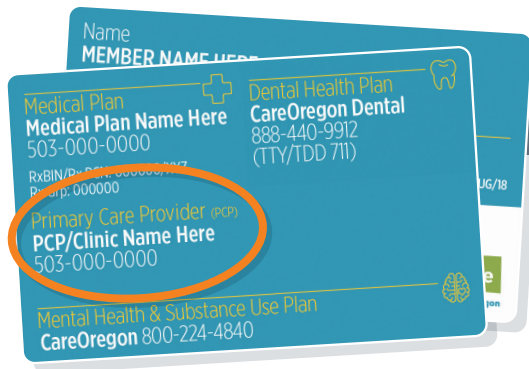 Name
MEMBER NAME HERE
Medical Plan
Medical Plan Name Here
503-000-0000
Dental Health Plan
CareOregon Dental
888-440-9912
(TTY/TDD 711)
Primary Care Provider (PCP)
PCP/Clinic Name Here
503-000-0000
Mental Health & Substance Use Plan
CareOregon 800-224-4840
UG/18